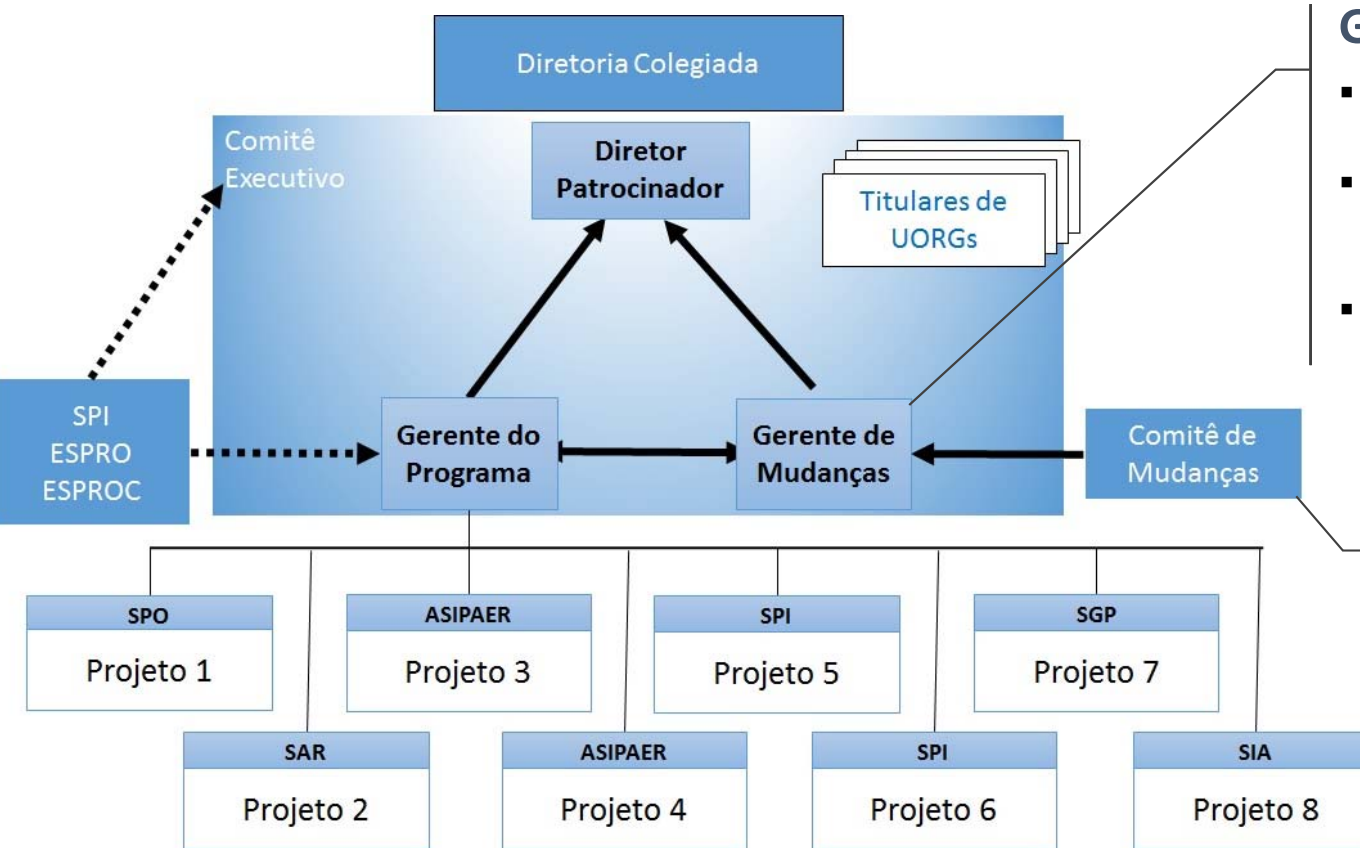 Diretoria Colegiada
Comitê
Executivo
Diretor
Patrocinador
Titulares de
UORGs
SPI
ESPRO
ESPROC
Gerente do
Programa
Gerente de
Mudanças
Comitê de
Mudanças
SPO
Projeto 1
ASIPAER
Projeto 3
SPI
Projeto 5
SGP
Projeto 7
SAR
Projeto 2
ASIPAER
Projeto 4
SPI
Projeto 6
SIA
Projeto 8